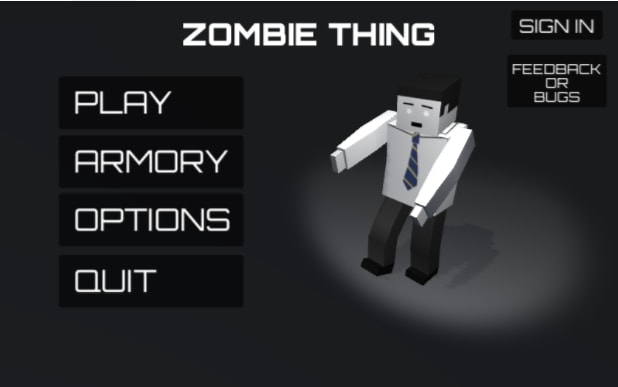 ZOMBIE THING
SIGN IN
FEEDBACK
OR
BUGS
PLAY
ARMORY
OPTIONS
QUIT